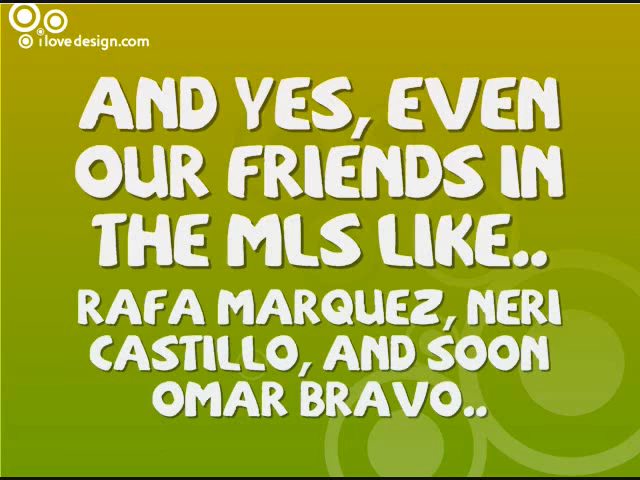 i love design.com
AND YES, EVEN
OUR FRIENDS IN
THE MLS LIKE..
RAFA MARQUEZ, NERI
CASTILLO, AND SOON
OMAR BRAVO..